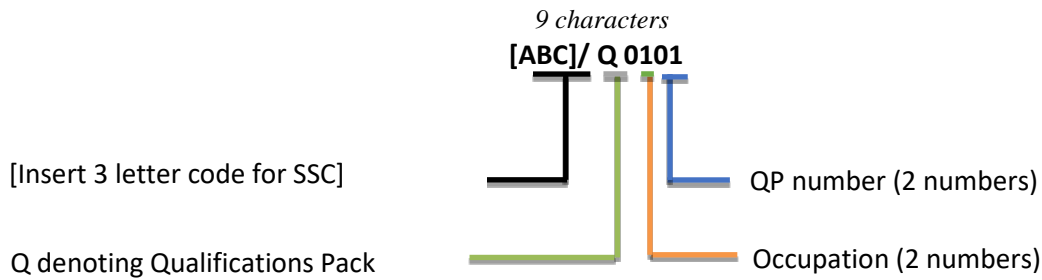 9 characters
[ABC]/ Q 0101
[Insert 3 letter code for SSC]
QP number (2 numbers)
Q denoting Qualifications Pack
Occupation (2 numbers)